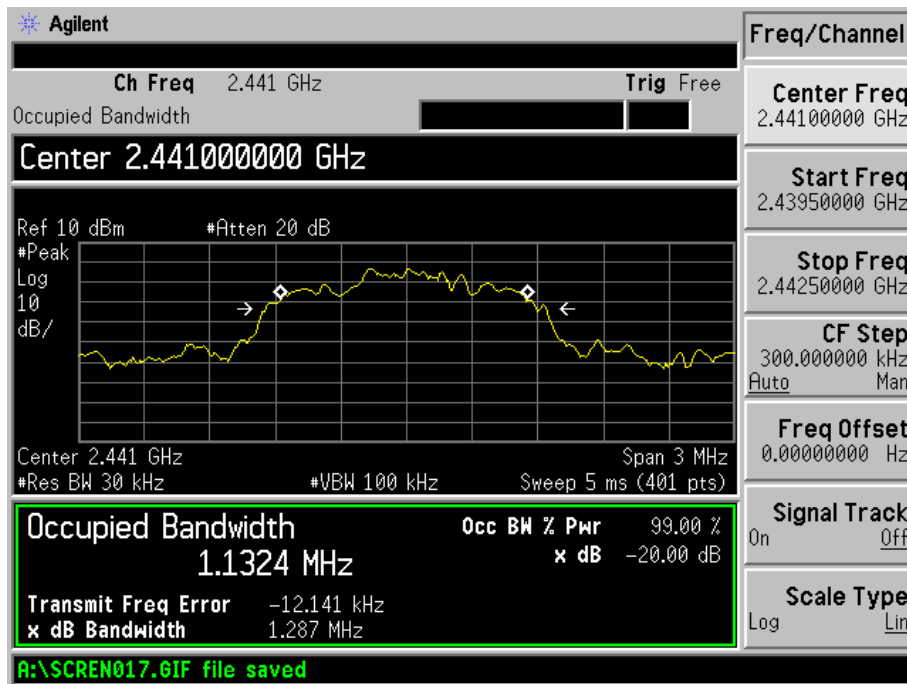 Agilent
Freq/Channel
Ch Freq 2.441 GHz Trig Free
Occupied Bandwidth
Center 2.441000000 GHz
Ref 10 dBm #Atten 20 dB
#Peak
Log
10
dB/
Center 2.441 GHz Span 3 MHz
#Res BW 30 kHz #VBW 100 kHz Sweep 5 ms (401 pts)
Occupied Bandwidth
1.1324 MHz
Occ BW % Pwr 99.00 %
x dB -20.00 dB
Transmit Freq Error -12.141 kHz
x dB Bandwidth 1.287 MHz
A:\SCREN017.GIF file saved
Center Freq
2.44100000 GHz
Start Freq
2.43950000 GHz
Stop Freq
2.44250000 GHz
CF Step
300.000000 kHz
Auto Man
Freq Offset
0.00000000 Hz
Signal Track
On Off
Scale Type
Log Lin